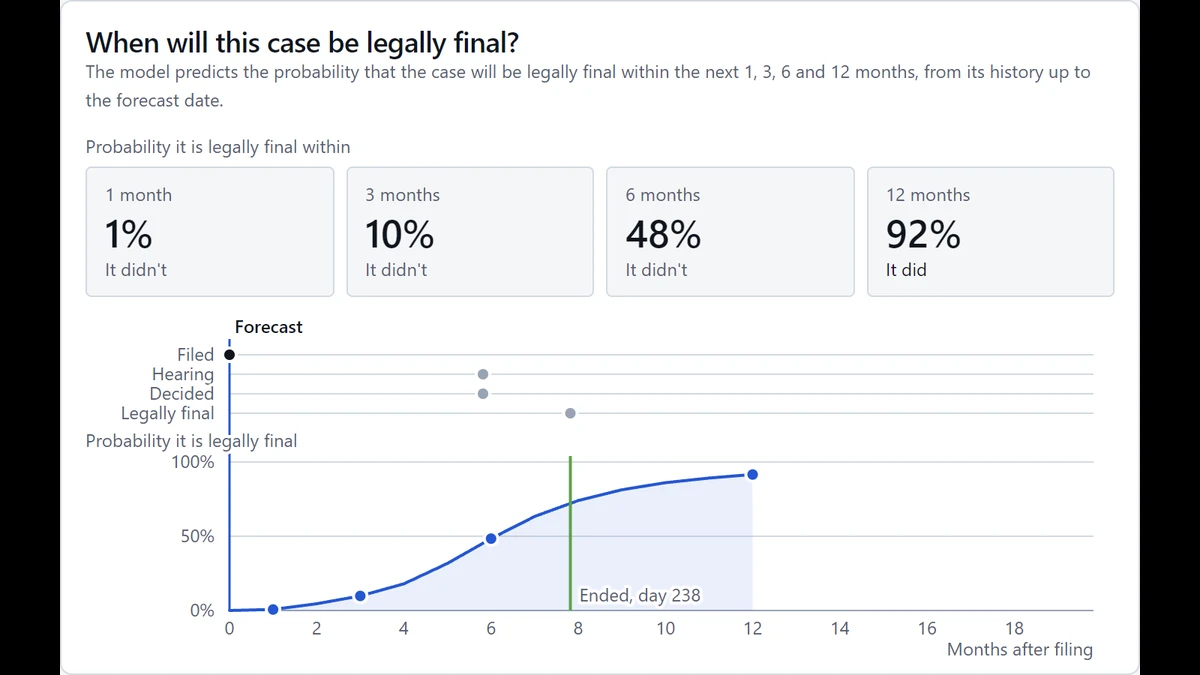 When will this case be legally final?
The model predicts the probability that the case will be legally final within the next 1, 3, 6 and 12 months, from its history up to
the forecast date.
Probability it is legally final within
1 month
1%
It didn't
3 months
10%
It didn't
6 months
48%
It didn't
12 months
92%
It did
Forecast
Filed
Hearing
Decided
Legally final
Probability it is legally final
100%
50%
0%
Ended, day 238
0 2 4 6 8 10 12 14 16 18
Months after filing